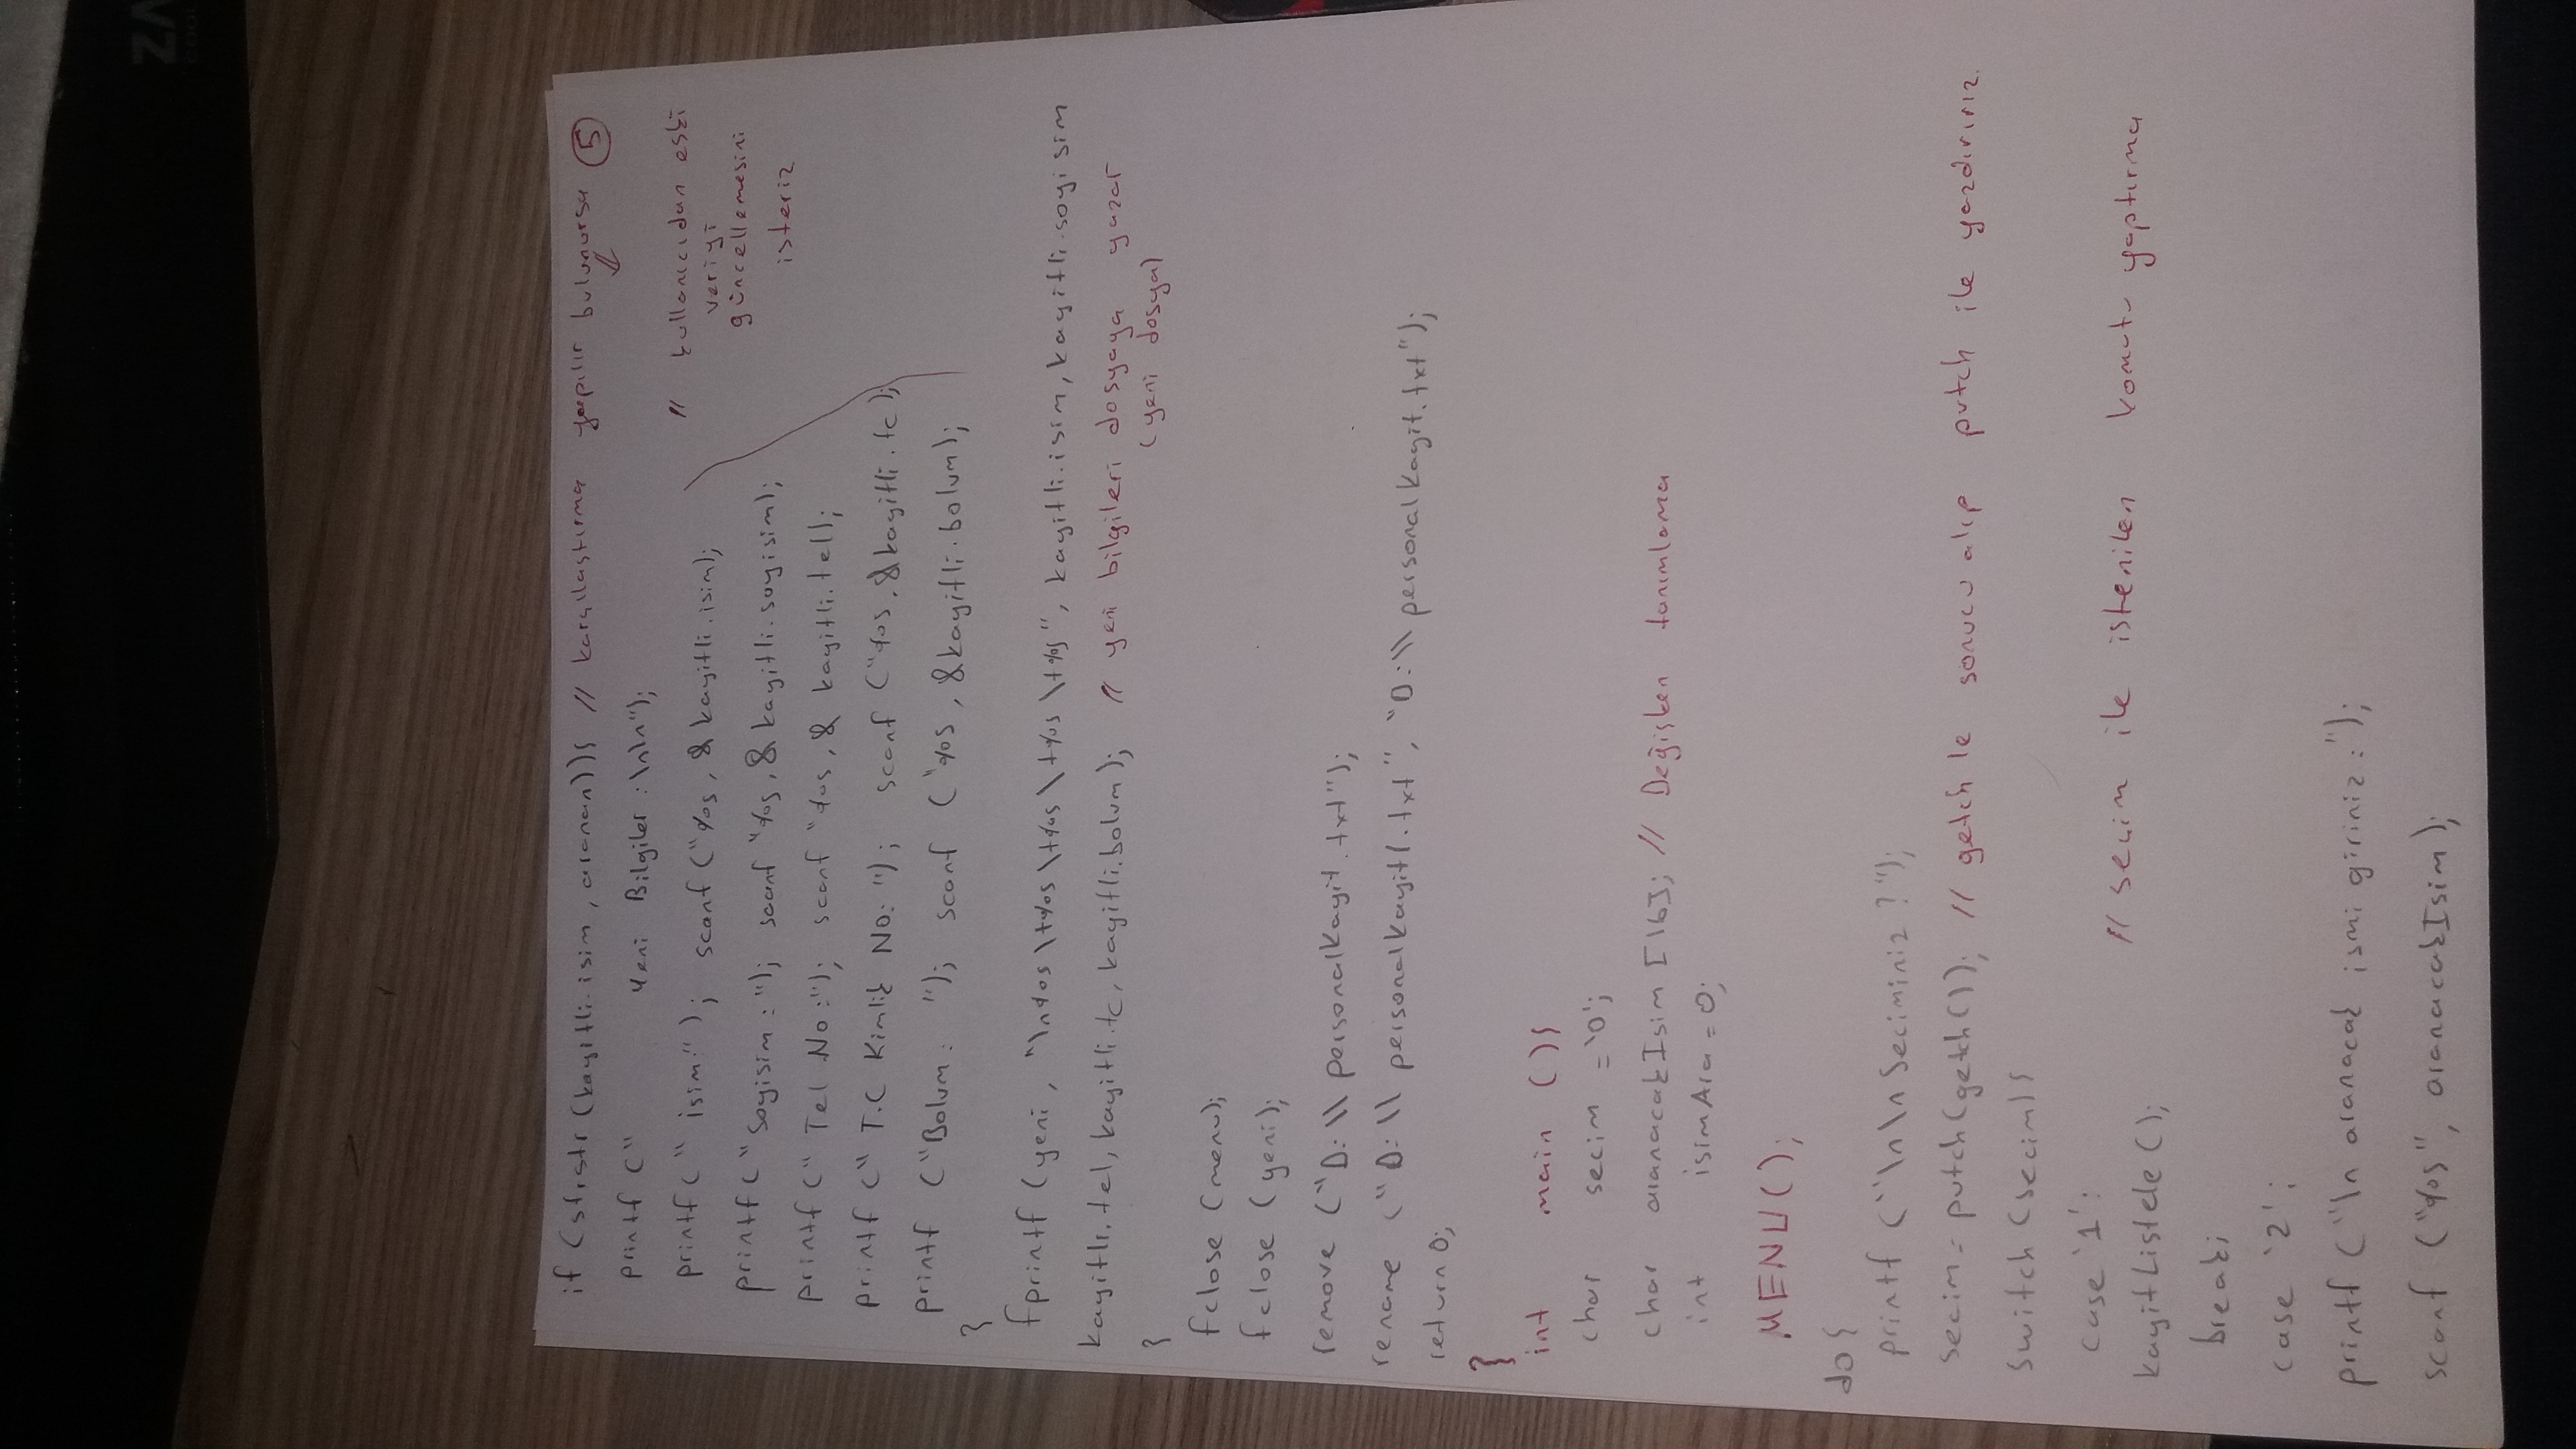 ZA
COOL
if (strstr (kayitli.isim, aranan)){ // karşılaştırma yapılır bulunursa 5
printf (" Yeni Bilgiler :\n\n");
printf (" isim:" ); scanf ("%s, & kayitli.isim);
// kullanıcıdan eski
veriyi
güncellemesini
isteriz
printf ("Soyisim : "); scanf "%s, & kayitli.soyisim);
printf (" Tel No:"); scanf "%s, & kayitli.tel);
printf (" T.C Kimlik No: "); scanf ("%s, &kayitli.tc);
printf ("Bolum: "); scanf ("%s, &kayitli.bolum);
}
fprintf (yeni, "\n%s \t%s \t%s \t%s \t%s", kayitli.isim, kayitli.soyisim
kayitli.tel, kayitli.tc, kayitli.bolum); // yeni bilgileri dosyaya yazar
(yeni dosya)
}
fclose (menu);
fclose (yeni);
remove ("D:\\ personalKayit.txt");
rename ("D:\\ personalKayit1.txt", "D:\\ personalKayit.txt");
return 0;
}
int main (){
char secim ='0';
char aranacakIsim [16]; // Değişken tanımlama
int isimAra = 0;
MENU();
do {
printf ("\n\n Seciminiz ?");
secim = putch(getch()); // getch le sonucu alıp putch ile yazdırırız.
switch (secim){
case '1':
// seçim ile istenilen komutu yaptırma
kayitListele ();
break;
case '2';
printf ("\n aranacak ismi giriniz :");
scanf ("%s", aranacakIsim);